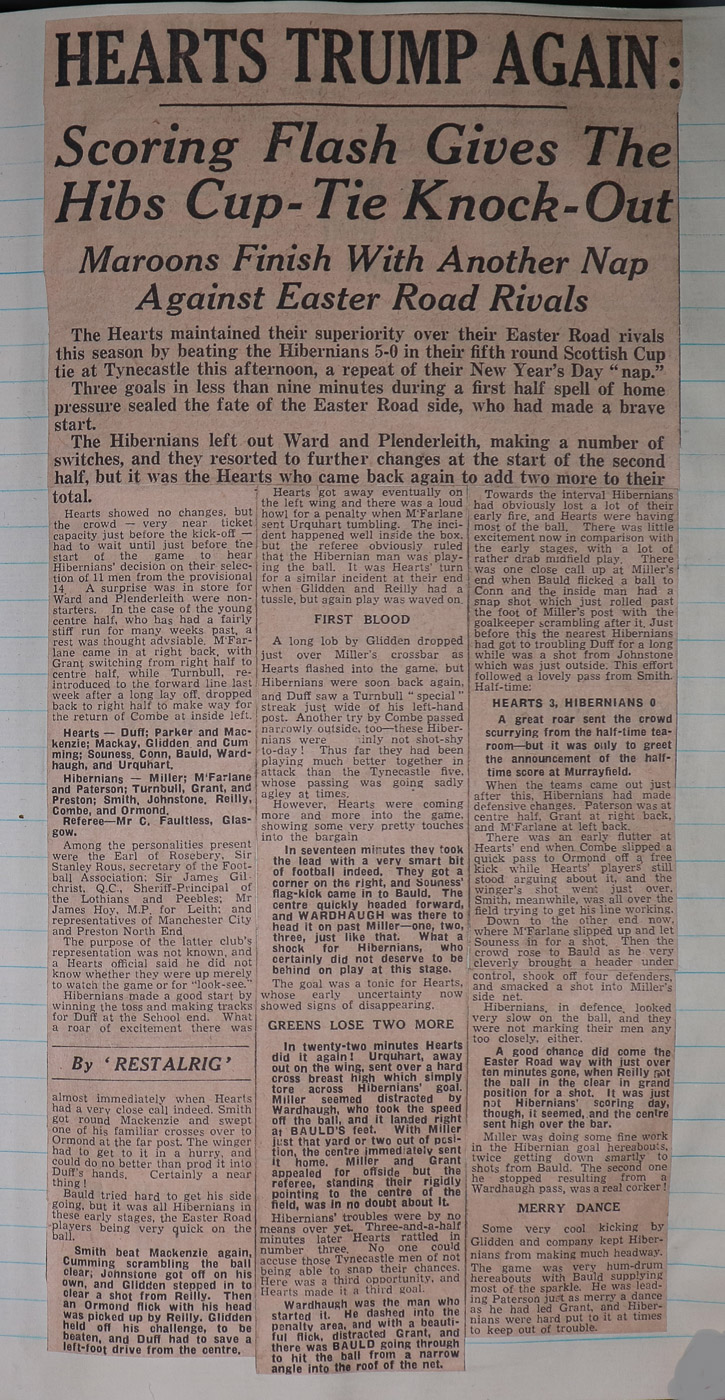 HEARTS TRUMP AGAIN:
Scoring Flash Gives The
Hibs Cup-Tie Knock-Out
Maroons Finish With Another Nap
Against Easter Road Rivals
The Hearts maintained their superiority over their Easter Road rivals
this season by beating the Hibernians 5-0 in their fifth round Scottish Cup
tie at Tynecastle this afternoon, a repeat of their New Year's Day "nap."
Three goals in less than nine minutes during a first half spell of home
pressure sealed the fate of the Easter Road side, who had made a brave
start.
The Hibernians left out Ward and Plenderleith, making a number of
switches, and they resorted to further changes at the start of the second
half, but it was the Hearts who came back again to add two more to their
total.
Hearts showed no changes, but
the crowd — very near ticket
capacity just before the kick-off —
had to wait until just before the
start of the game to hear
Hibernians' decision on their selec-
tion of 11 men from the provisional
14. A surprise was in store for
Ward and Plenderleith were non-
starters. In the case of the young
centre half, who has had a fairly
stiff run for many weeks past, a
rest was thought advisable. M'Far-
lane came in at right back, with
Grant switching from right half to
centre half, while Turnbull, re-
introduced to the forward line last
week after a long lay off, dropped
back to right half to make way for
the return of Combe at inside left.
Hearts — Duff; Parker and Mac-
kenzie; Mackay, Glidden and Cum
ming; Souness, Conn, Bauld, Ward-
haugh, and Urquhart.
Hibernians — Miller; M'Farlane
and Paterson; Turnbull, Grant, and
Preston; Smith, Johnstone, Reilly,
Combe, and Ormond.
Referee—Mr C. Faultless, Glas-
gow.
Among the personalities present
were the Earl of Rosebery, Sir
Stanley Rous, secretary of the Foot-
ball Association; Sir James Gil-
christ, Q.C., Sheriff-Principal of
the Lothians and Peebles; Mr
James Hoy, M.P. for Leith; and
representatives of Manchester City
and Preston North End
The purpose of the latter club's
representation was not known, and
a Hearts official said he did not
know whether they were up merely
to watch the game or for "look-see."
Hibernians made a good start by
winning the toss and making tracks
for Duff at the School end. What
a roar of excitement there was
By 'RESTALRIG'
almost immediately when Hearts
had a very close call indeed. Smith
got round Mackenzie and swept
one of his familiar crosses over to
Ormond at the far post. The winger
had to get to it in a hurry, and
could do no better than prod it into
Duff's hands. Certainly a near
thing!
Bauld tried hard to get his side
going, but it was all Hibernians in
these early stages, the Easter Road
players being very quick on the
ball.
Smith beat Mackenzie again,
Cumming scrambling the ball
clear; Johnstone got off on his
own, and Glidden stepped in to
clear a shot from Reilly. Then
an Ormond flick with his head
was picked up by Reilly. Glidden
held off his challenge, to be
beaten, and Duff had to save a
left-foot drive from the centre.
Hearts got away eventually on
the left wing and there was a loud
howl for a penalty when M'Farlane
sent Urquhart tumbling. The inci-
dent happened well inside the box,
but the referee obviously ruled
that the Hibernian man was play-
ing the ball. It was Hearts' turn
for a similar incident at their end
when Glidden and Reilly had a
tussle, but again play was waved on.
FIRST BLOOD
A long lob by Glidden dropped
just over Miller's crossbar as
Hearts flashed into the game, but
Hibernians were soon back again,
and Duff saw a Turnbull "special"
streak just wide of his left-hand
post. Another try by Combe passed
narrowly outside, too—these Hiber-
nians were inly not shot-shy
to-day! Thus far they had been
playing much better together in
attack than the Tynecastle five,
whose passing was going sadly
agley at times.
However, Hearts were coming
more and more into the game,
showing some very pretty touches
into the bargain
In seventeen minutes they took
the lead with a very smart bit
of football indeed. They got a
corner on the right, and Souness'
flag-kick came in to Bauld. The
centre quickly headed forward,
and WARDHAUGH was there to
head it on past Miller—one, two,
three, just like that. What a
shock for Hibernians, who
certainly did not deserve to be
behind on play at this stage.
The goal was a tonic for Hearts,
whose early uncertainty now
showed signs of disappearing.
GREENS LOSE TWO MORE
In twenty-two minutes Hearts
did it again! Urquhart, away
out on the wing, sent over a hard
cross breast high which simply
tore across Hibernians' goal.
Miller seemed distracted by
Wardhaugh, who took the speed
off the ball, and it landed right
at BAULD'S feet. With Miller
just that yard or two out of posi-
tion, the centre immediately sent
it home. Miller and Grant
appealed for offside, but the
referee, standing their rigidly
pointing to the centre of the
field, was in no doubt about it.
Hibernians' troubles were by no
means over yet. Three-and-a-half
minutes later Hearts rattled in
number three. No one could
accuse those Tynecastle men of not
being able to snap their chances.
Here was a third opportunity, and
Hearts made it a third goal.
Wardhaugh was the man who
started it. He dashed into the
penalty area, and with a beauti-
ful flick, distracted Grant, and
there was BAULD going through
to hit the ball from a narrow
angle into the roof of the net.
Towards the interval Hibernians
had obviously lost a lot of their
early fire, and Hearts were having
most of the ball. There was little
excitement now in comparison with
the early stages, with a lot of
rather drab midfield play. There
was one close call up at Miller's
end when Bauld flicked a ball to
Conn and the inside man had a
snap shot which just rolled past
the foot of Miller's post with the
goalkeeper scrambling after it. Just
before this the nearest Hibernians
had got to troubling Duff for a long
while was a shot from Johnstone
which was just outside. This effort
followed a lovely pass from Smith.
Half-time:
HEARTS 3, HIBERNIANS 0
A great roar sent the crowd
scurrying from the half-time tea-
room—but it was only to greet
the announcement of the half-
time score at Murrayfield.
When the teams came out just
after this, Hibernians had made
defensive changes. Paterson was at
centre half, Grant at right back,
and M'Farlane at left back.
There was an early flutter at
Hearts' end when Combe slipped a
quick pass to Ormond off a free
kick while Hearts' players still
stood arguing about it, and the
winger's shot went just over.
Smith, meanwhile, was all over the
field trying to get his line working.
Down to the other end now,
where M'Farlane slipped up and let
Souness in for a shot. Then the
crowd rose to Bauld as he very
cleverly brought a header under
control, shook off four defenders,
and smacked a shot into Miller's
side net.
Hibernians, in defence, looked
very slow on the ball, and they
were not marking their men any
too closely, either.
A good chance did come the
Easter Road way with just over
ten minutes gone, when Reilly got
the ball in the clear in grand
position for a shot. It was just
not Hibernians' scoring day,
though, it seemed, and the centre
sent high over the bar.
Miller was doing some fine work
in the Hibernian goal hereabouts,
twice getting down smartly to
shots from Bauld. The second one
he stopped resulting from a
Wardhaugh pass, was a real corker!
MERRY DANCE
Some very cool kicking by
Glidden and company kept Hiber-
nians from making much headway.
The game was very hum-drum
hereabouts with Bauld supplying
most of the sparkle. He was lead-
ing Paterson just as merry a dance
as he had led Grant, and Hiber-
nians were hard put to it at times
to keep out of trouble.